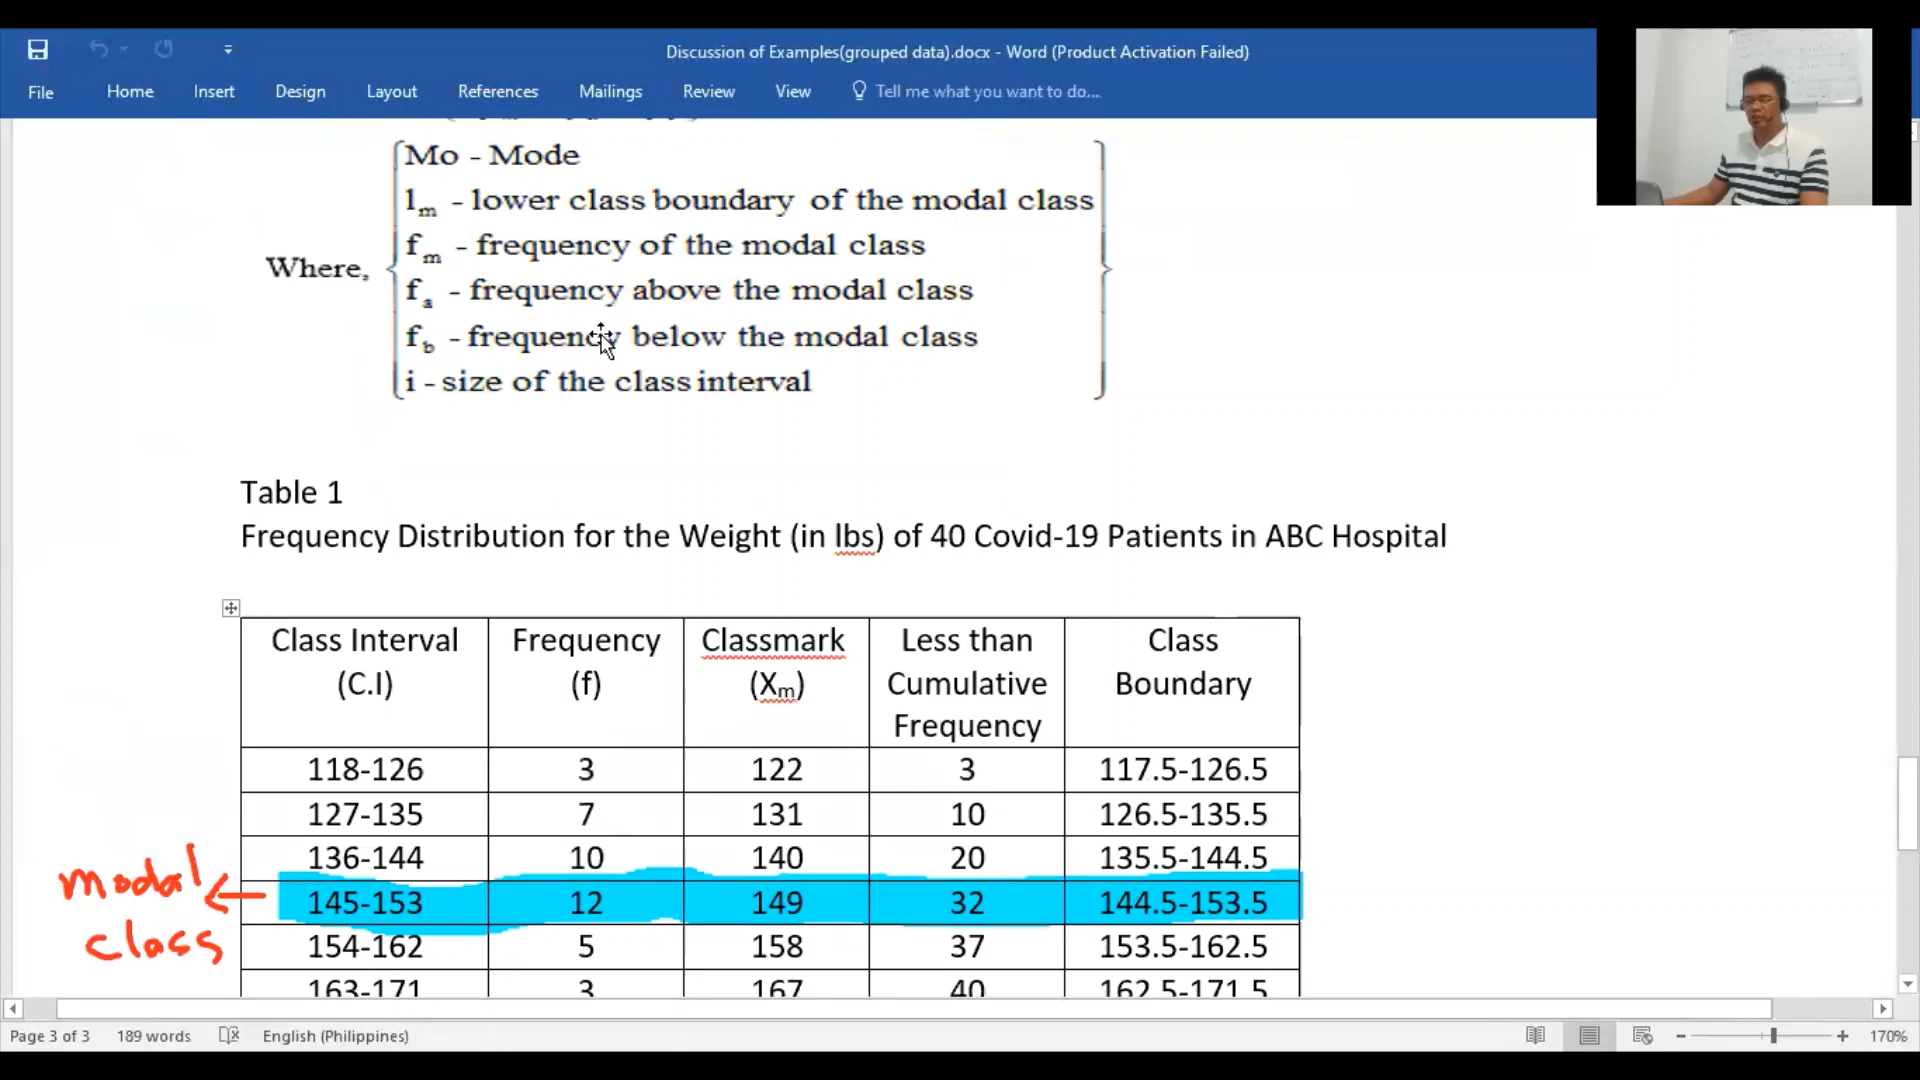 Discussion of Examples(grouped data).docx - Word (Product Activation Failed)
File Home Insert Design Layout References Mailings Review View Tell me what you want to do...
Mo - Mode
lm - lower class boundary of the modal class
fm - frequency of the modal class
Where,
fa - frequency above the modal class
fb - frequency below the modal class
i - size of the class interval
Table 1
Frequency Distribution for the Weight (in lbs) of 40 Covid-19 Patients in ABC Hospital
Class Interval (C.I) Frequency (f) Classmark (Xm) Less than Cumulative Frequency Class Boundary
118-126 3 122 3 117.5-126.5
127-135 7 131 10 126.5-135.5
136-144 10 140 20 135.5-144.5
modal class
145-153 12 149 32 144.5-153.5
154-162 5 158 37 153.5-162.5
163-171 3 167 40 162.5-171.5
Page 3 of 3 189 words English (Philippines) 170%